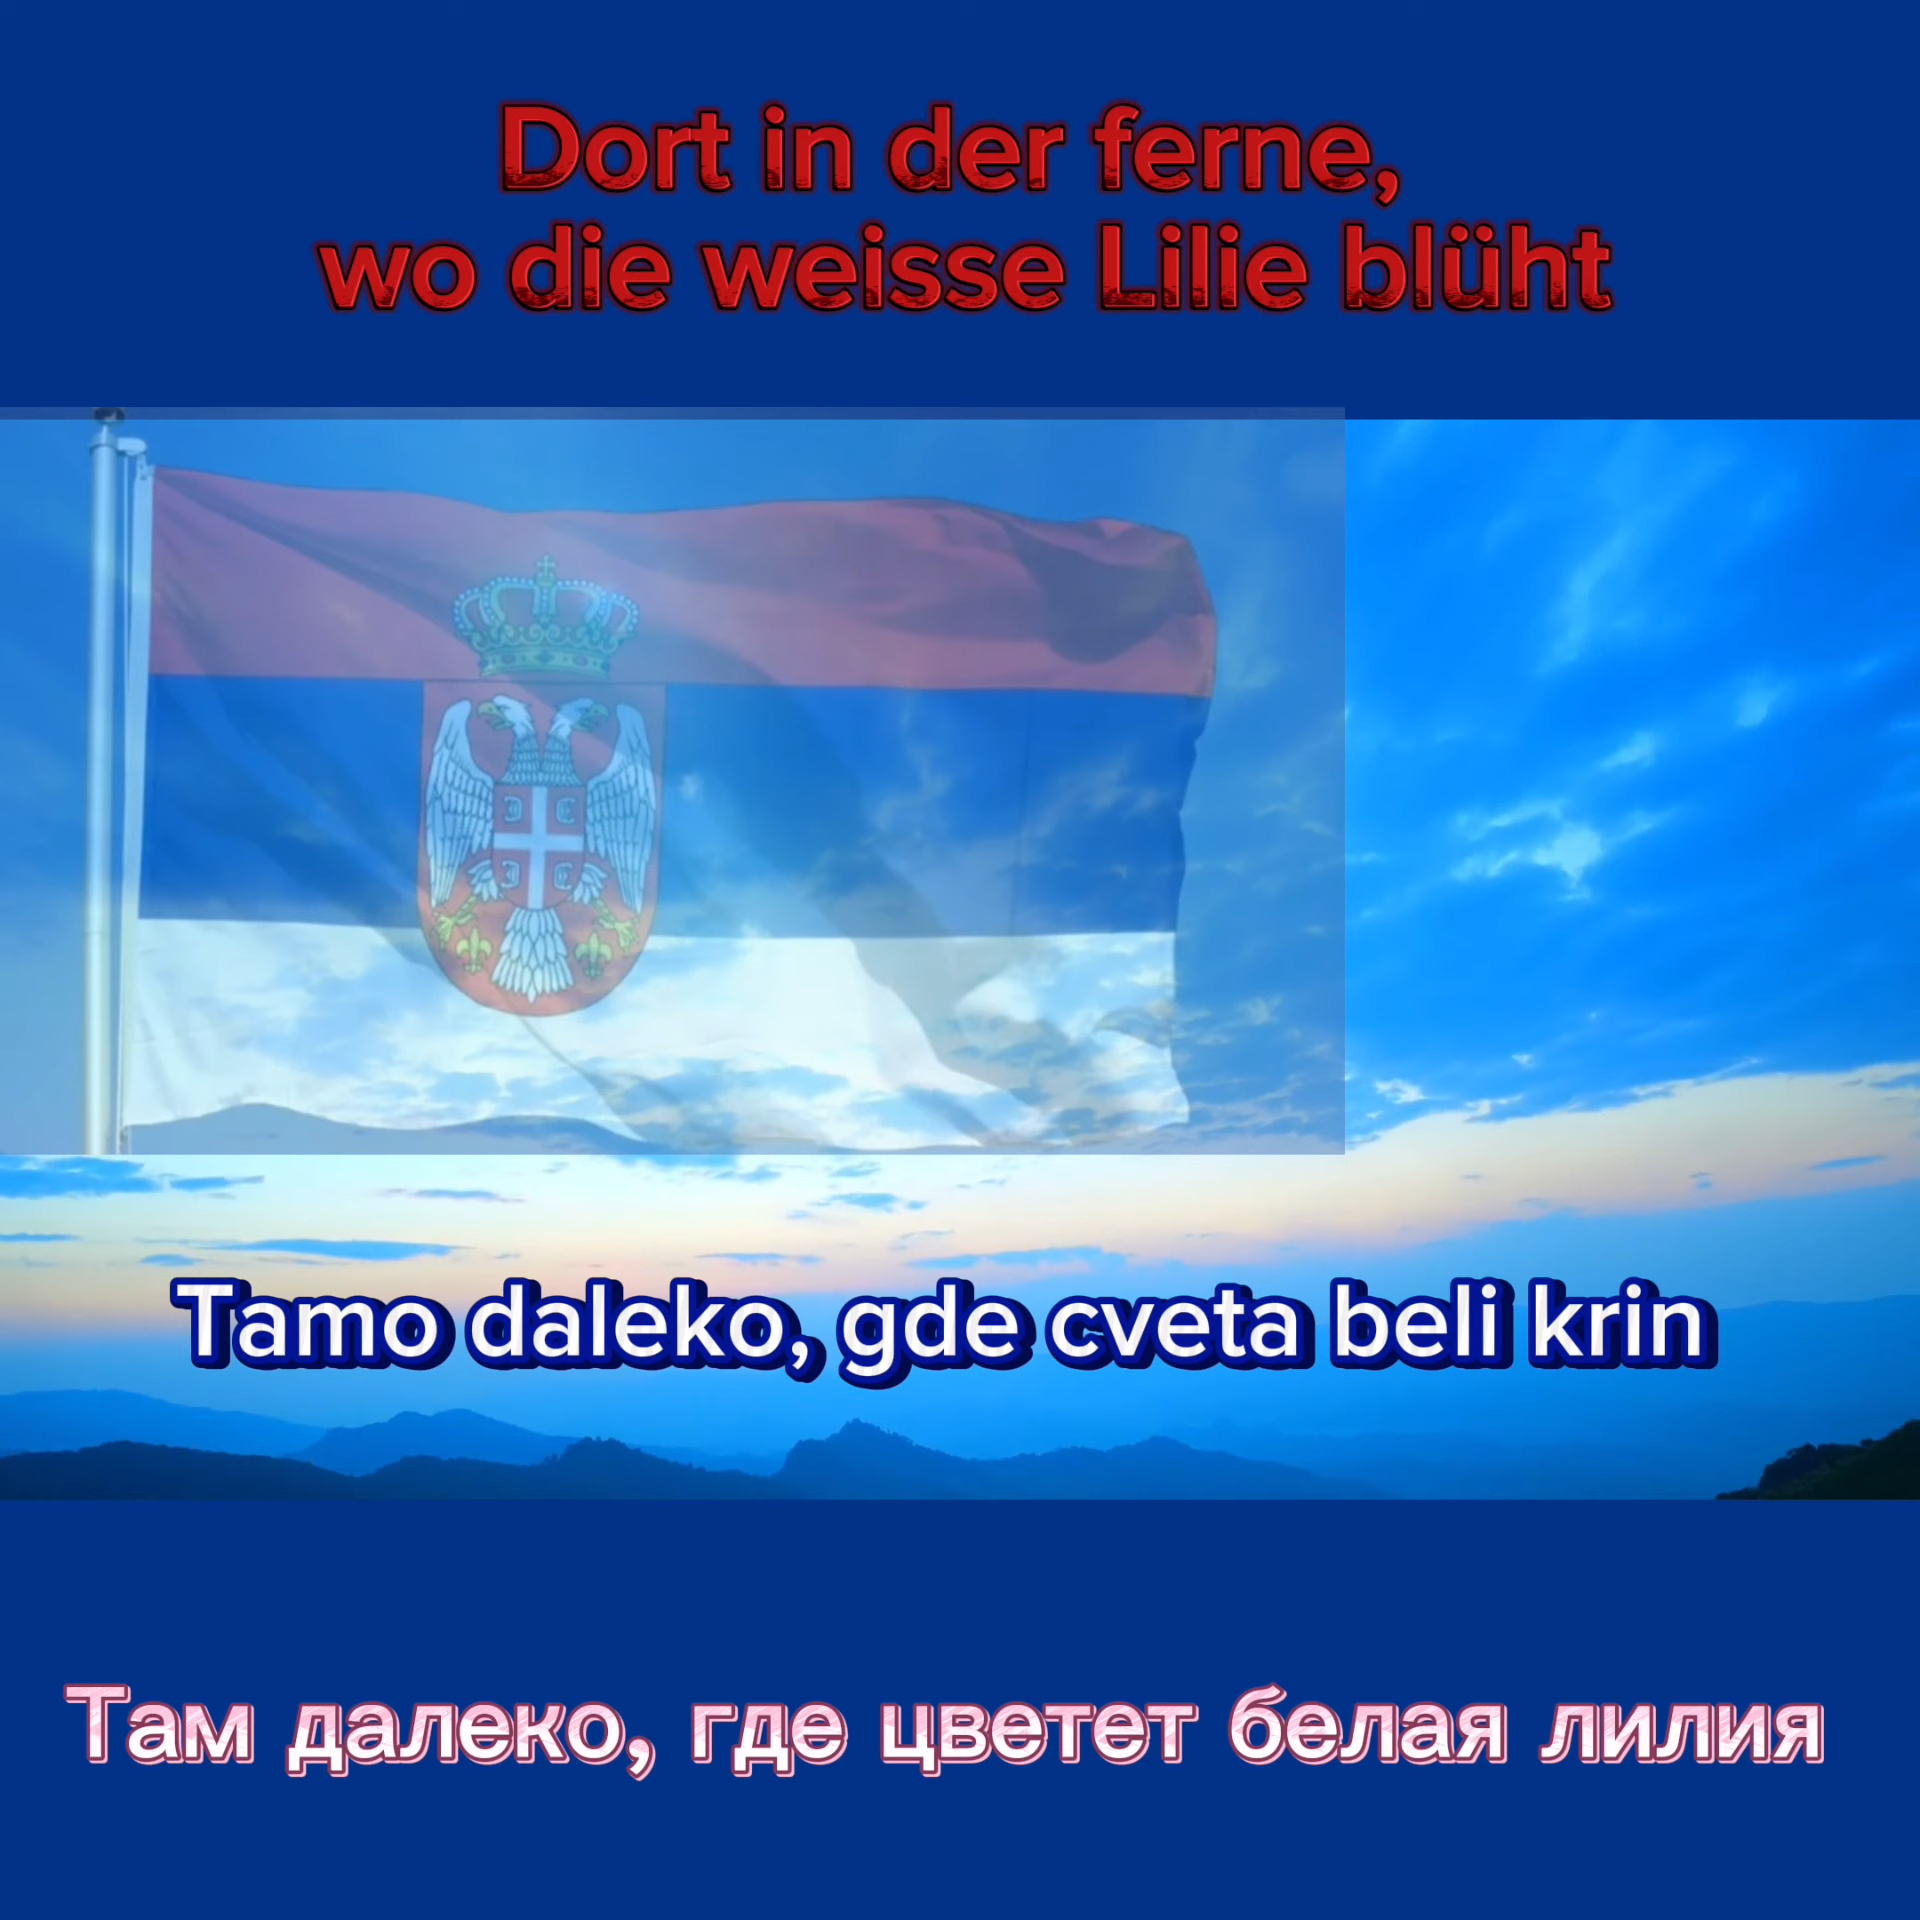 Dort in der ferne,
wo die weisse Lilie blüht
Tamo daleko, gde cveta beli krin
Там далеко, где цветет белая лилия